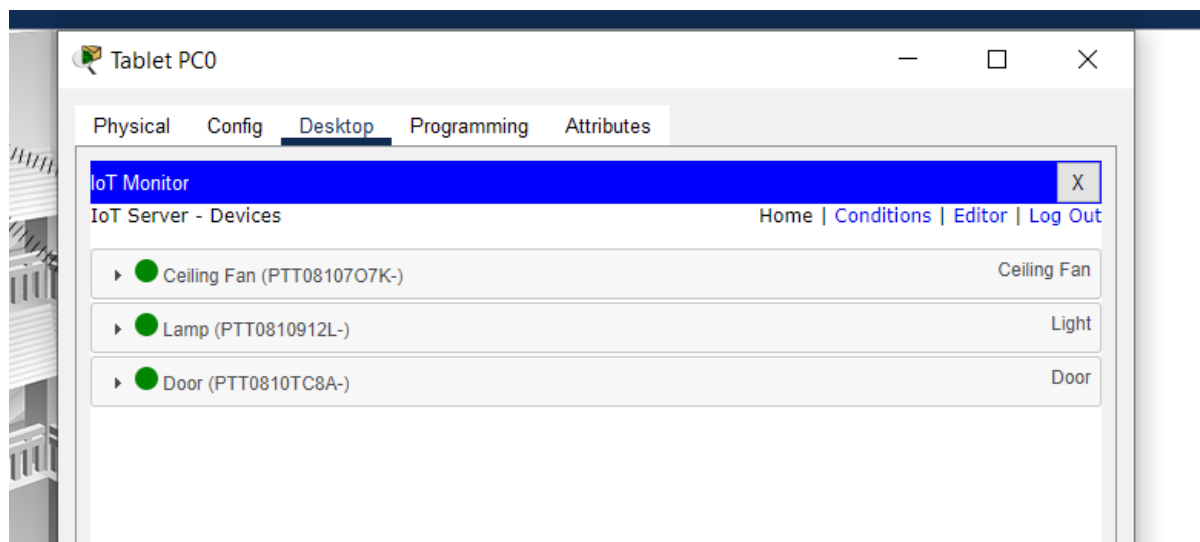 Tablet PC0
Physical Config Desktop Programming Attributes
IoT Monitor X
IoT Server - Devices Home | Conditions | Editor | Log Out
Ceiling Fan (PTT08107O7K-) Ceiling Fan
Lamp (PTT0810912L-) Light
Door (PTT0810TC8A-) Door